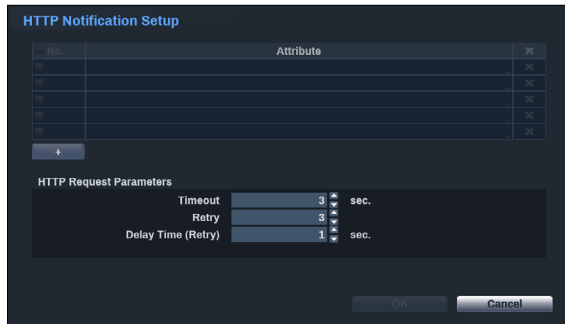 HTTP Notification Setup
No. Attribute
+
HTTP Request Parameters
Timeout 3 sec.
Retry 3
Delay Time (Retry) 1 sec.
OK Cancel